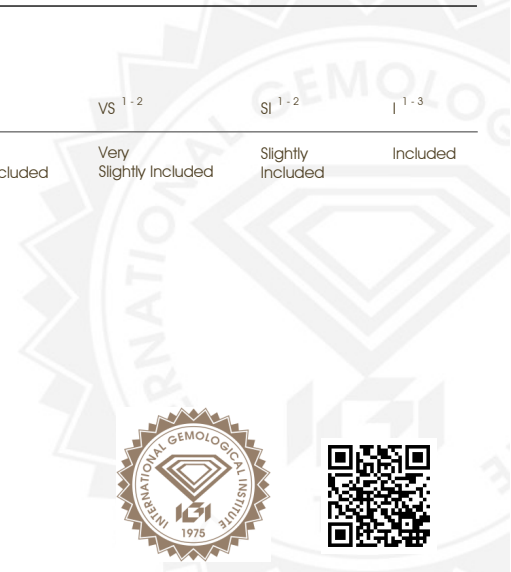 VS 1 - 2
SI 1 - 2
I 1 - 3
Very
Slightly Included
Slightly
Included
Included
cluded
INTERNATIONAL GEMOLOGICAL INSTITUTE
IGI
1975